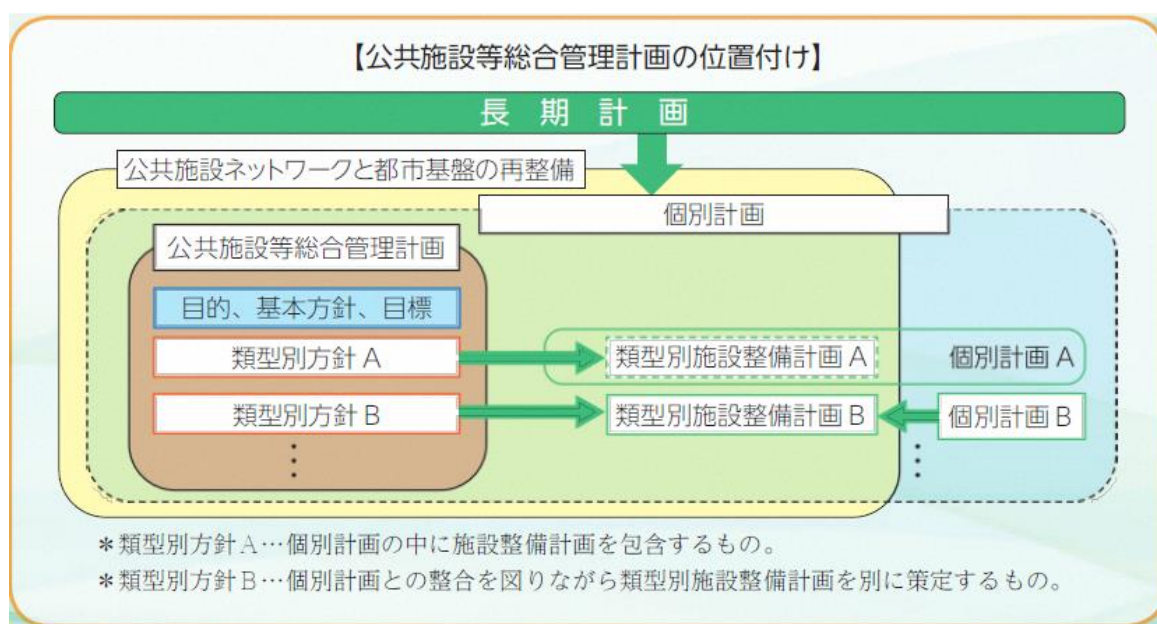 【公共施設等総合管理計画の位置付け】
長期計画
公共施設ネットワークと都市基盤の再整備
個別計画
公共施設等総合管理計画
目的、基本方針、目標
類型別方針 A
類型別施設整備計画 A
個別計画 A
類型別方針 B
類型別施設整備計画 B
個別計画 B
＊類型別方針A…個別計画の中に施設整備計画を包含するもの。
＊類型別方針B…個別計画との整合を図りながら類型別施設整備計画を別に策定するもの。